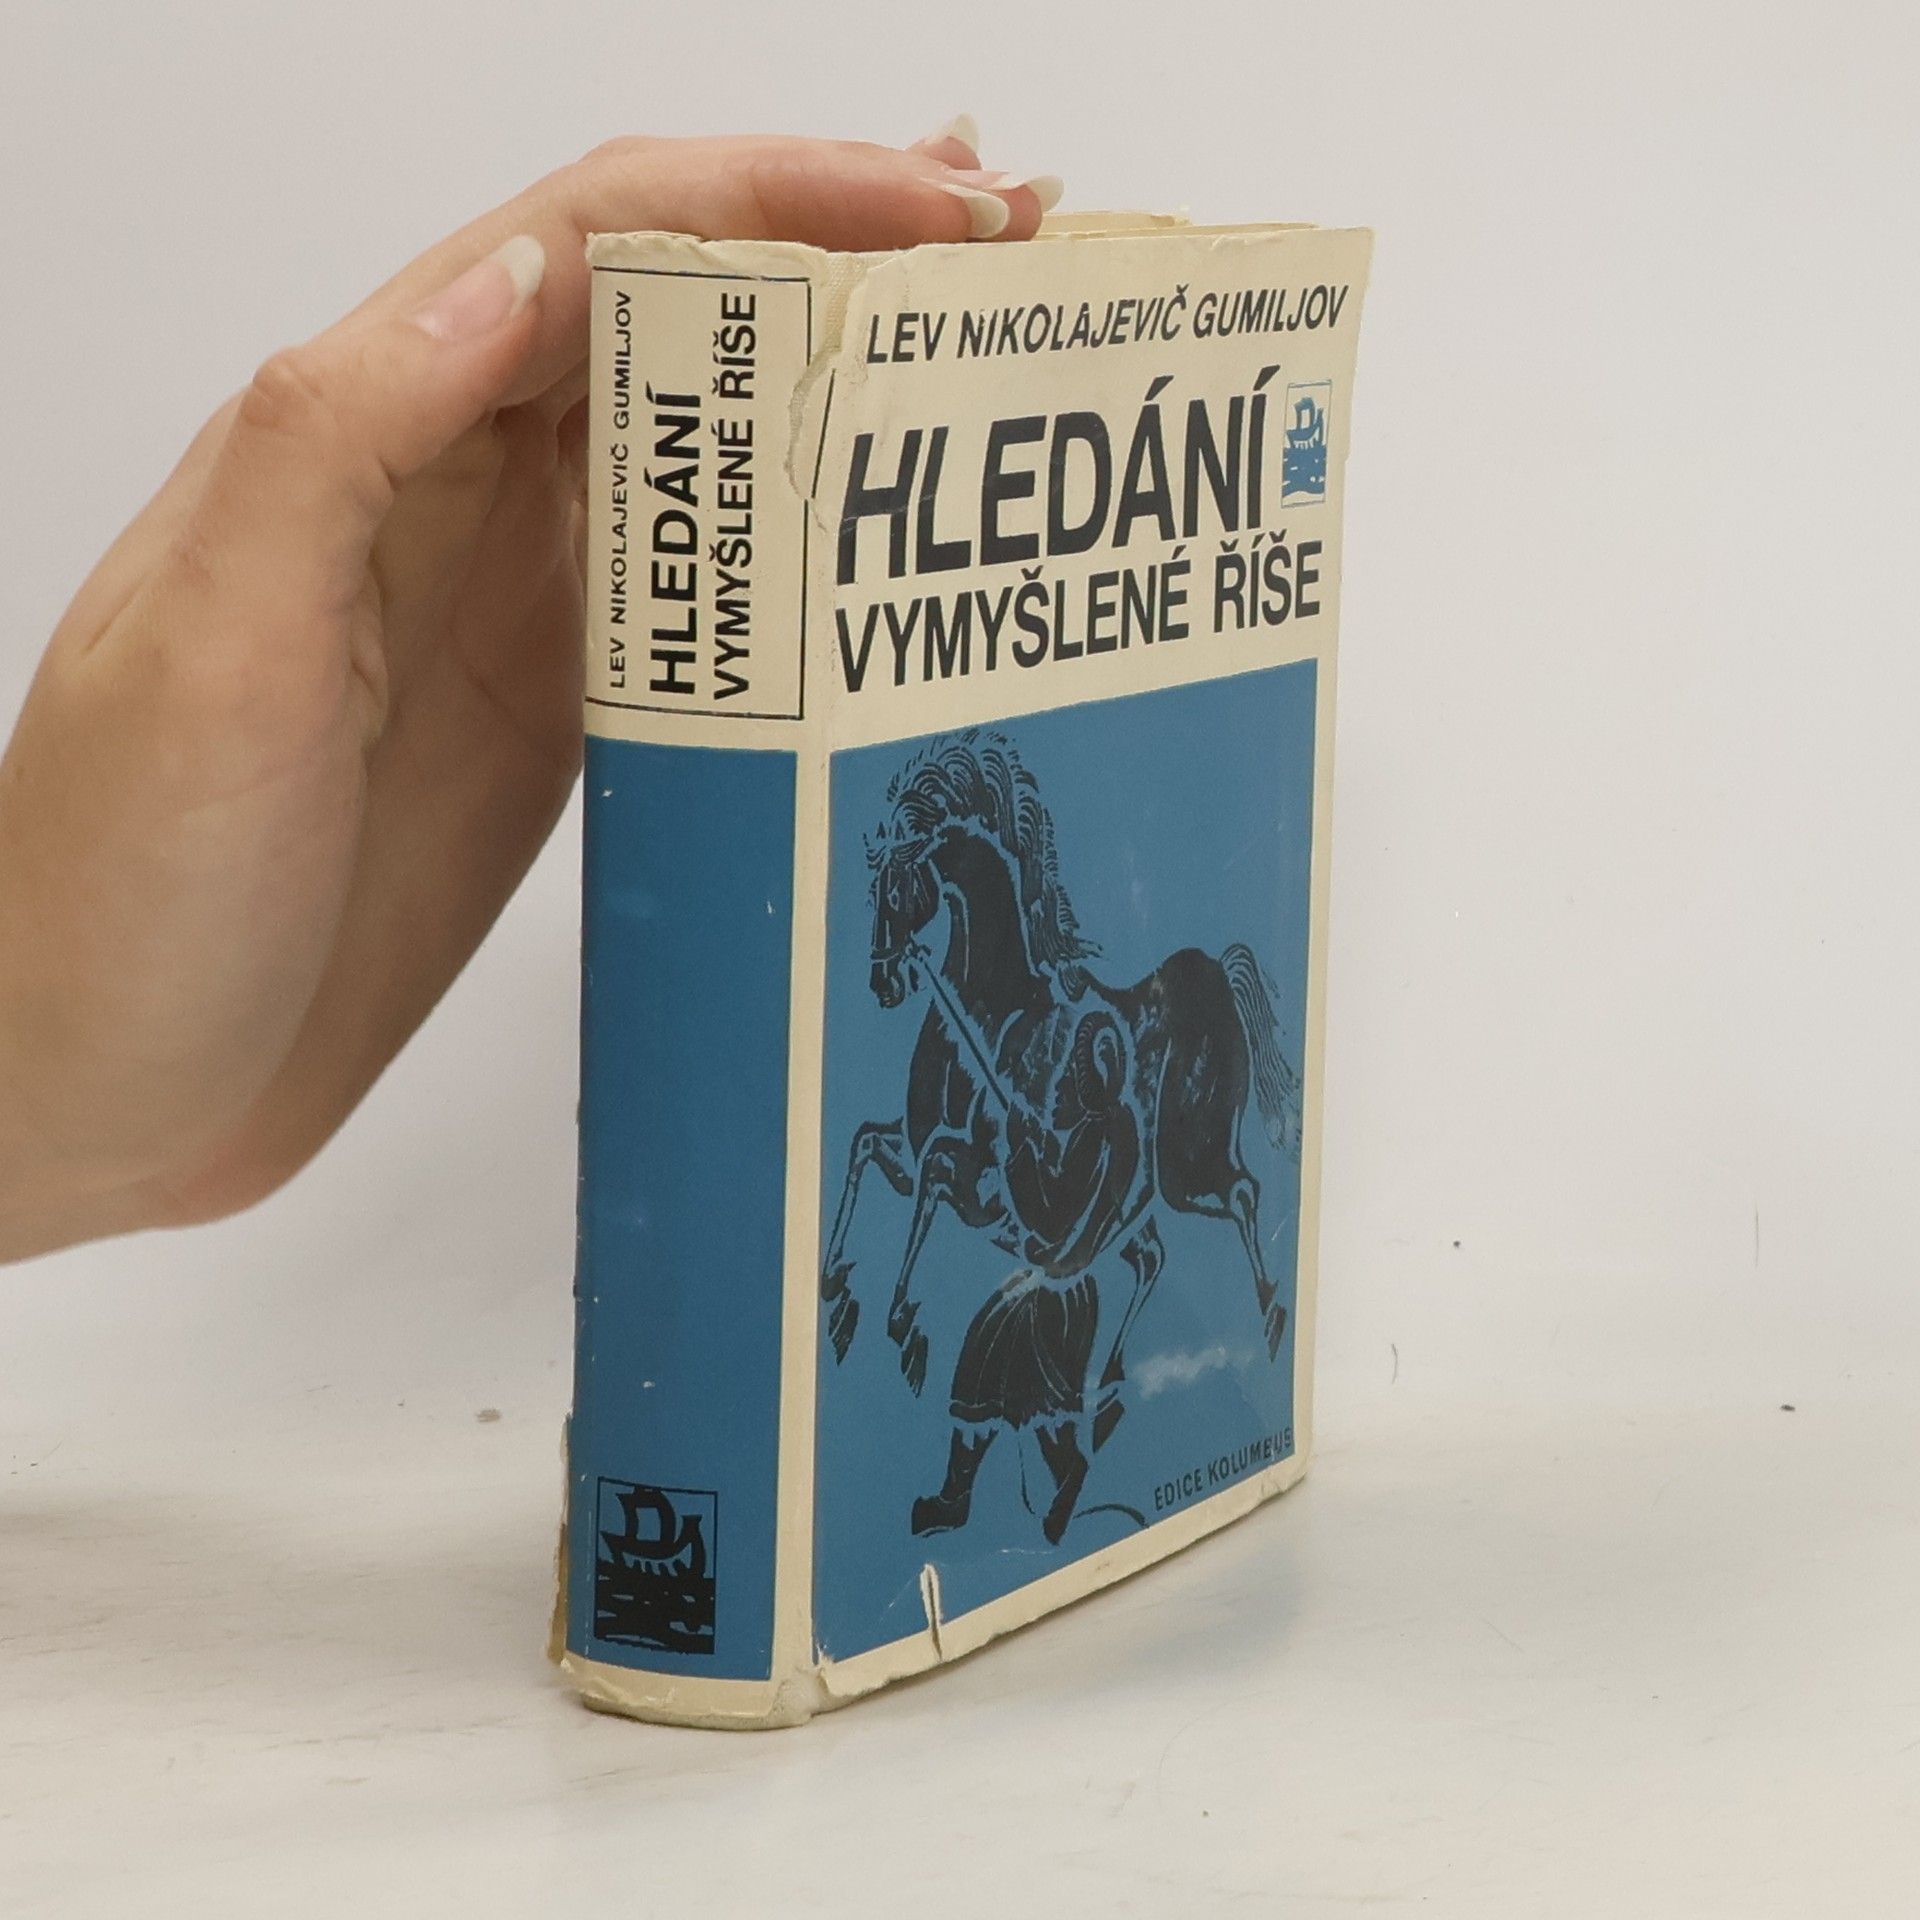 LEV NIKOLAJEVIČ GUMILJOV
HLEDÁNÍ
VYMYŠLENÉ ŘÍŠE
LEV NIKOLAJEVIČ GUMILJOV
HLEDÁNÍ
VYMYŠLENÉ ŘÍŠE
EDICE KOLUMBUS